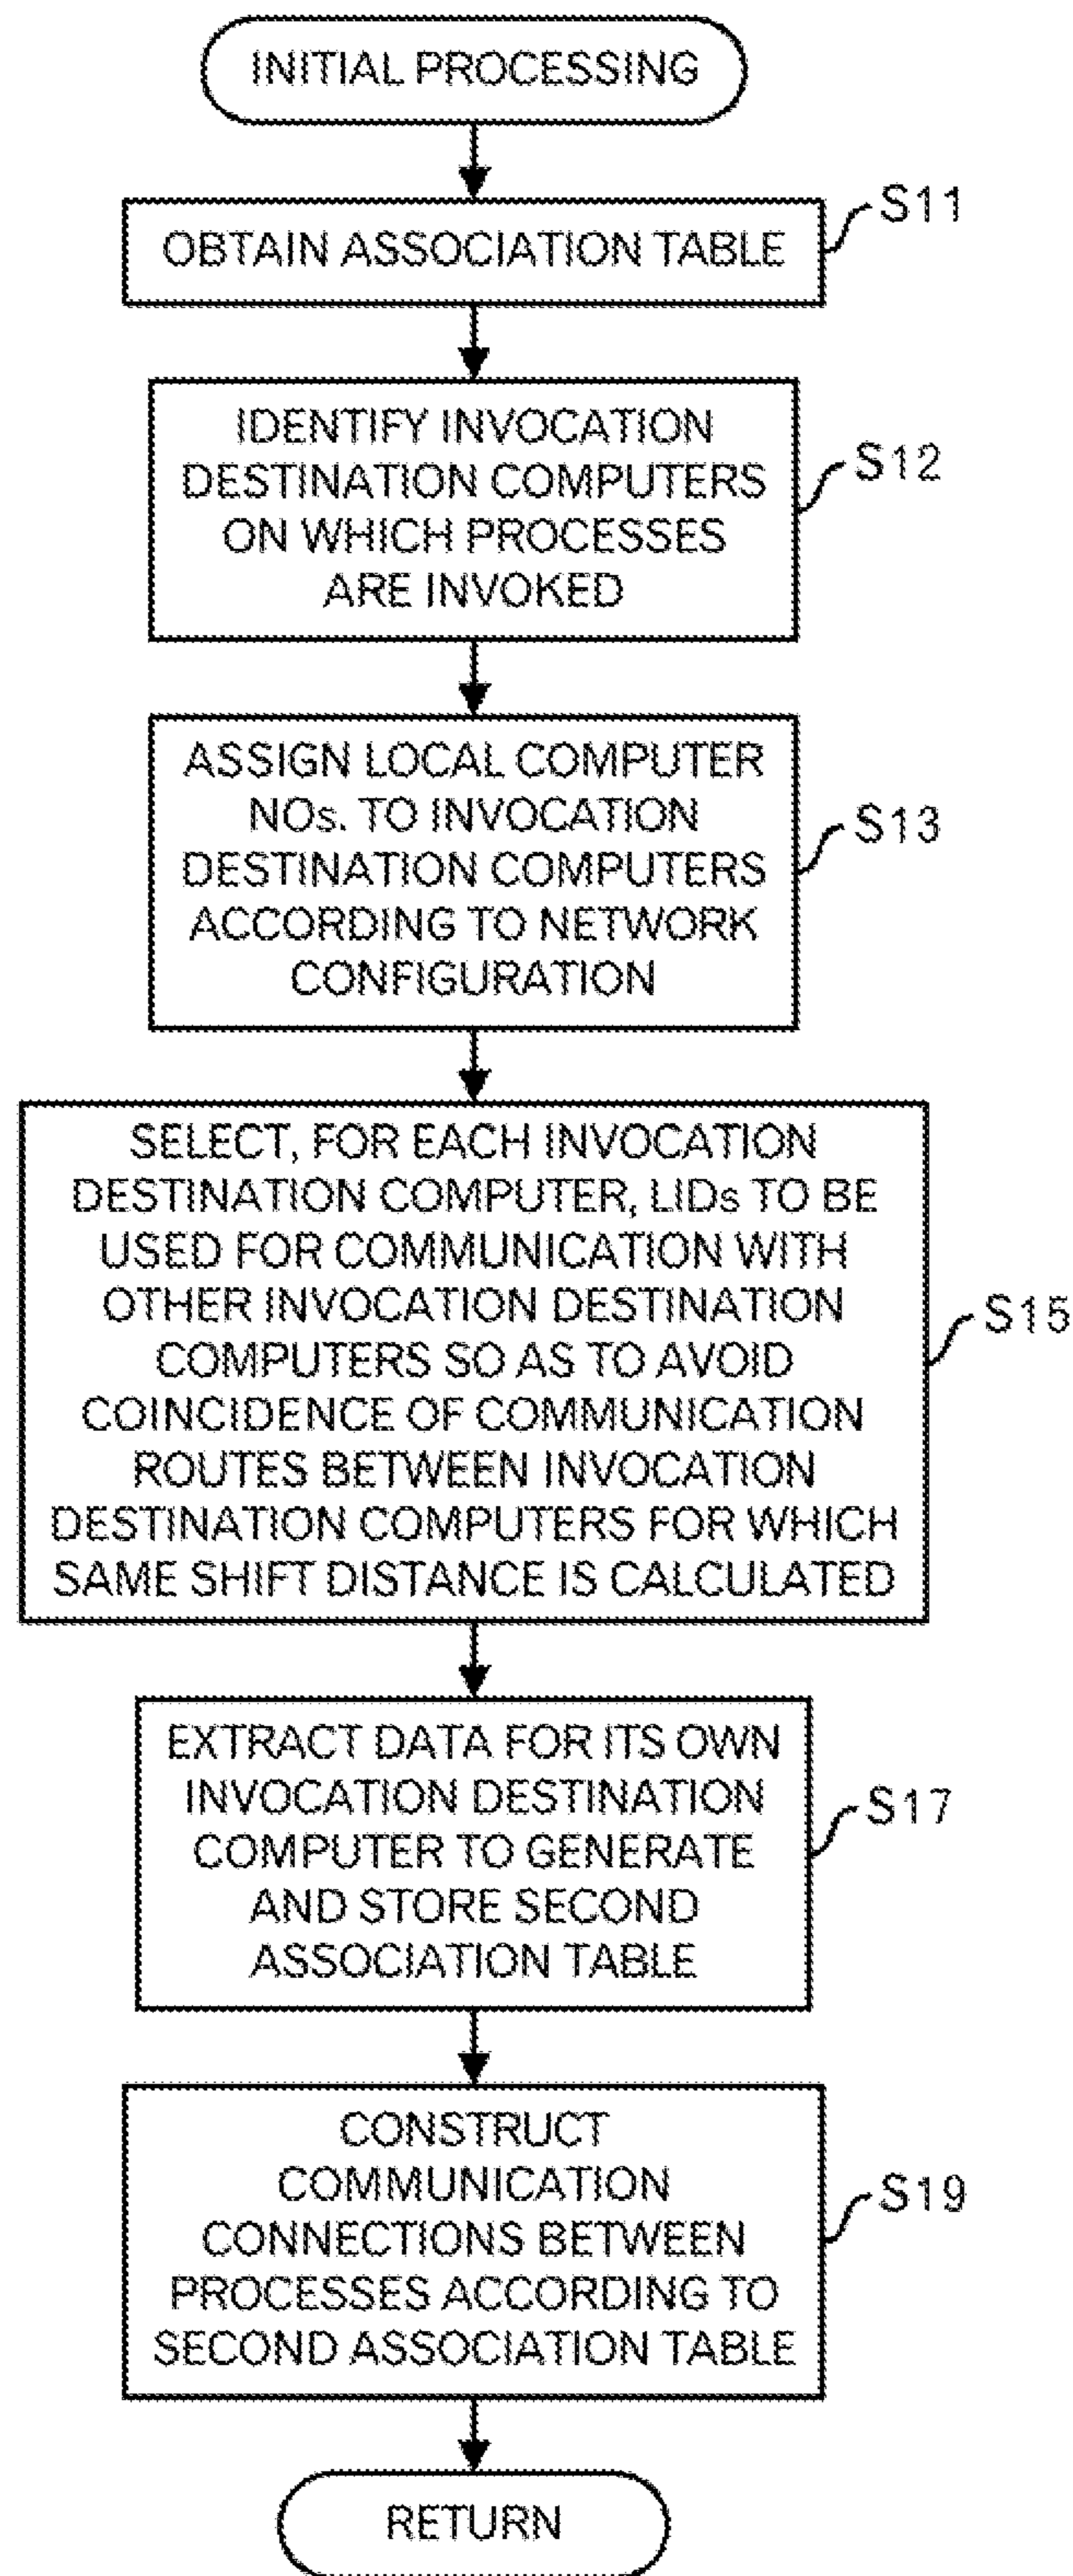 INITIAL PROCESSING
OBTAIN ASSOCIATION TABLE
S11
IDENTIFY INVOCATION
DESTINATION COMPUTERS
ON WHICH PROCESSES
ARE INVOKED
S12
ASSIGN LOCAL COMPUTER
NOs. TO INVOCATION
DESTINATION COMPUTERS
ACCORDING TO NETWORK
CONFIGURATION
S13
SELECT, FOR EACH INVOCATION
DESTINATION COMPUTER, LIDs TO BE
USED FOR COMMUNICATION WITH
OTHER INVOCATION DESTINATION
COMPUTERS SO AS TO AVOID
COINCIDENCE OF COMMUNICATION
ROUTES BETWEEN INVOCATION
DESTINATION COMPUTERS FOR WHICH
SAME SHIFT DISTANCE IS CALCULATED
S15
EXTRACT DATA FOR ITS OWN
INVOCATION DESTINATION
COMPUTER TO GENERATE
AND STORE SECOND
ASSOCIATION TABLE
S17
CONSTRUCT
COMMUNICATION
CONNECTIONS BETWEEN
PROCESSES ACCORDING TO
SECOND ASSOCIATION TABLE
S19
RETURN